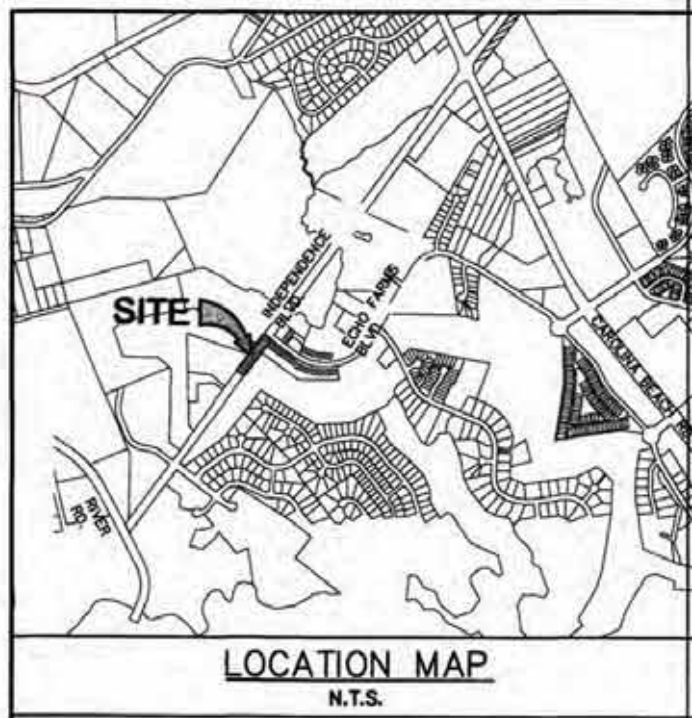 INDEPENDENCE
BLVD.
SITE
ECHO FARMS
BLVD
CAROLINA BEACH
RIVER
RD.
LOCATION MAP
N.T.S.